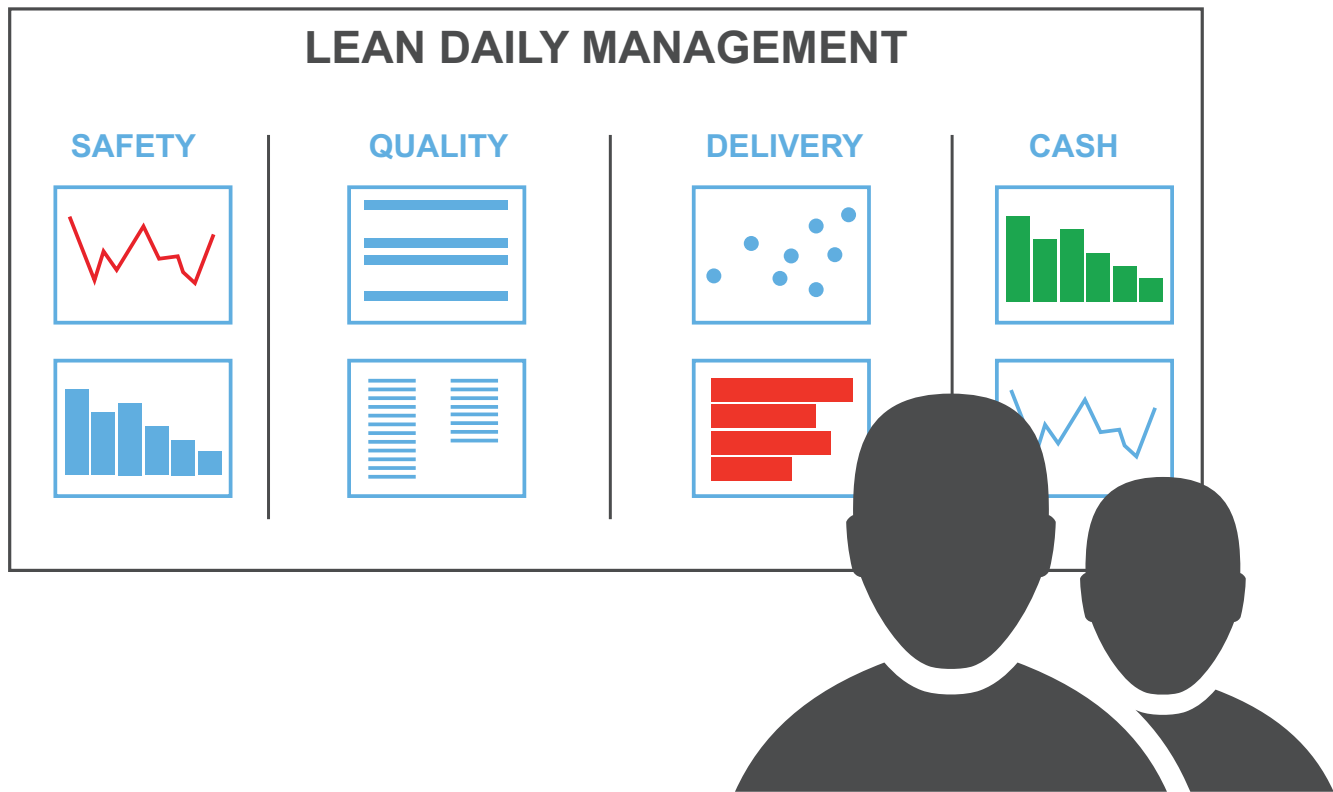 LEAN DAILY MANAGEMENT
SAFETY
QUALITY
DELIVERY
CASH